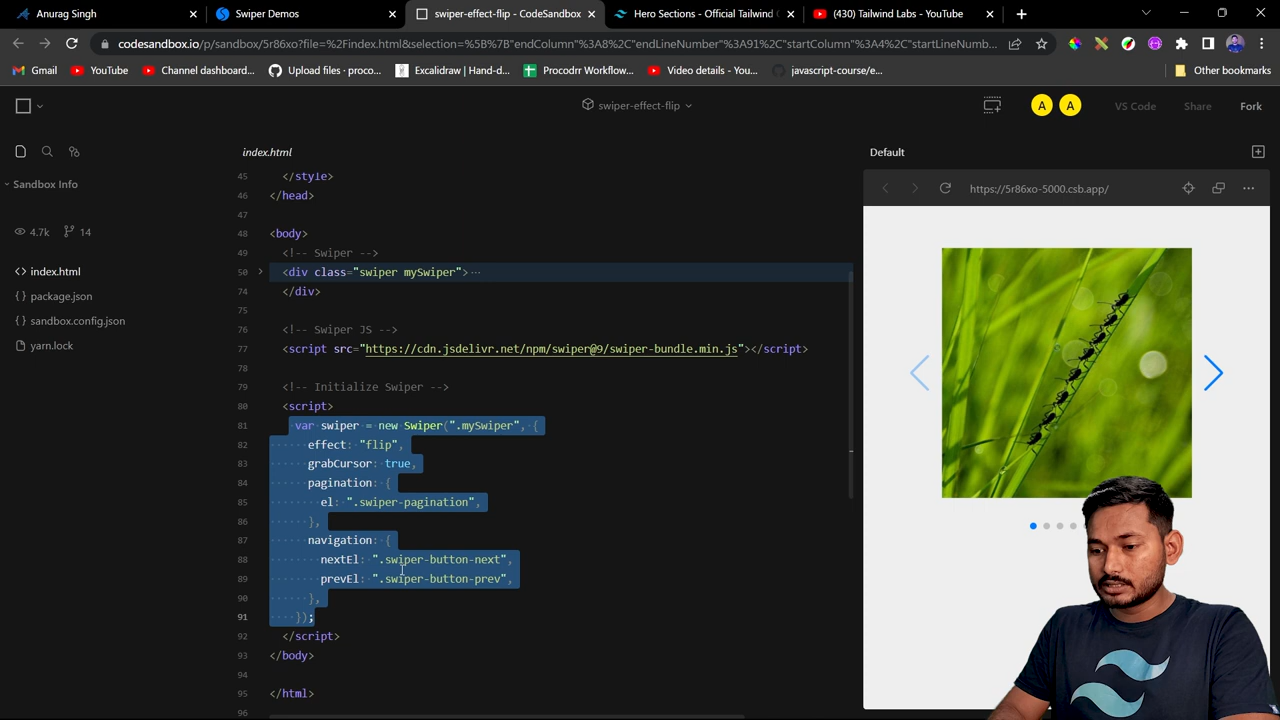 Anurag Singh
Swiper Demos
swiper-effect-flip - CodeSandbox
Hero Sections - Official Tailwind C
(430) Tailwind Labs - YouTube
codesandbox.io/p/sandbox/5r86xo?file=%2Findex.html&selection=%5B%7B"endColumn"%3A8%2C"endLineNumber"%3A91%2C"startColumn"%3A4%2C"startLineNumb...
Gmail
YouTube
Channel dashboard...
Upload files · proco...
Excalidraw | Hand-d...
Procodrr Workflow...
Video details - You...
javascript-course/e...
Other bookmarks
swiper-effect-flip
A
A
VS Code
Share
Fork
Sandbox Info
4.7k
14
index.html
package.json
sandbox.config.json
yarn.lock
index.html
45 </style>
46 </head>
47
48 <body>
49 <!-- Swiper -->
50 <div class="swiper mySwiper">···
74 </div>
75
76 <!-- Swiper JS -->
77 <script src="https://cdn.jsdelivr.net/npm/swiper@9/swiper-bundle.min.js"></script>
78
79 <!-- Initialize Swiper -->
80 <script>
81 var swiper = new Swiper(".mySwiper", {
82 effect: "flip",
83 grabCursor: true,
84 pagination: {
85 el: ".swiper-pagination",
86 },
87 navigation: {
88 nextEl: ".swiper-button-next",
89 prevEl: ".swiper-button-prev",
90 },
91 });
92 </script>
93 </body>
94
95 </html>
96
Default
https://5r86xo-5000.csb.app/